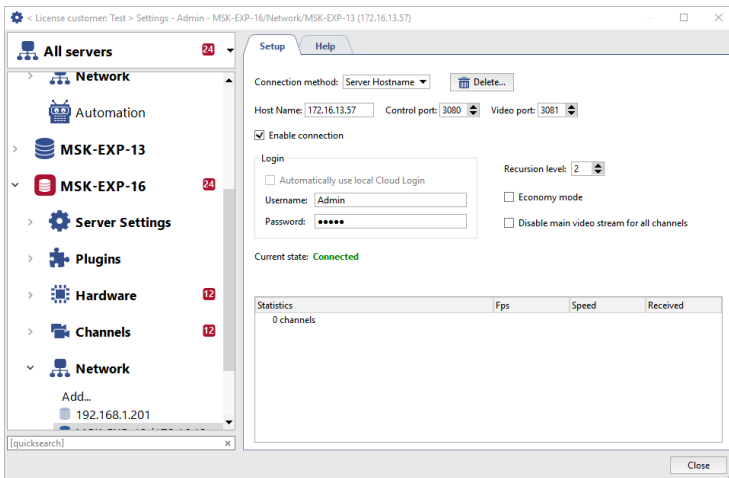 < License customer: Test > Settings - Admin - MSK-EXP-16/Network/MSK-EXP-13 (172.16.13.57)
All servers 24
Network
Automation
MSK-EXP-13
MSK-EXP-16 24
Server Settings
Plugins
Hardware 12
Channels 12
Network
Add...
192.168.1.201
[quicksearch]
Setup Help
Connection method: Server Hostname Delete...
Host Name: 172.16.13.57 Control port: 3080 Video port: 3081
Enable connection
Login
Automatically use local Cloud Login
Username: Admin
Password: •••••
Recursion level: 2
Economy mode
Disable main video stream for all channels
Current state: Connected
Statistics Fps Speed Received
0 channels
Close